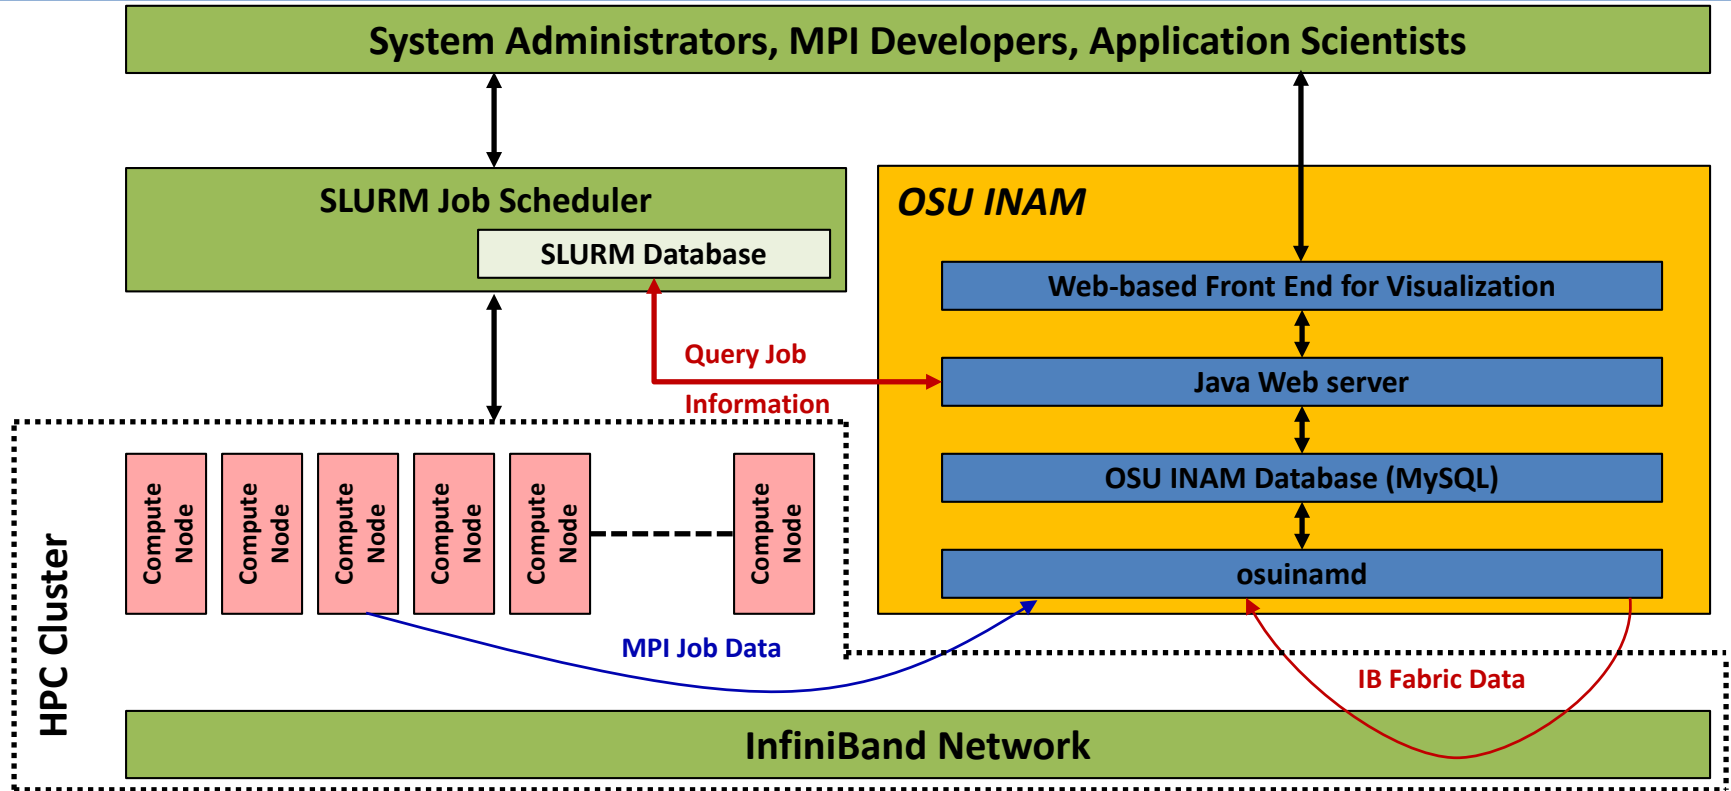 System Administrators, MPI Developers, Application Scientists
SLURM Job Scheduler
SLURM Database
OSU INAM
Web-based Front End for Visualization
Query Job
Information
Java Web server
OSU INAM Database (MySQL)
osuinamd
HPC Cluster
Compute
Node
Compute
Node
Compute
Node
Compute
Node
Compute
Node
Compute
Node
MPI Job Data
IB Fabric Data
InfiniBand Network